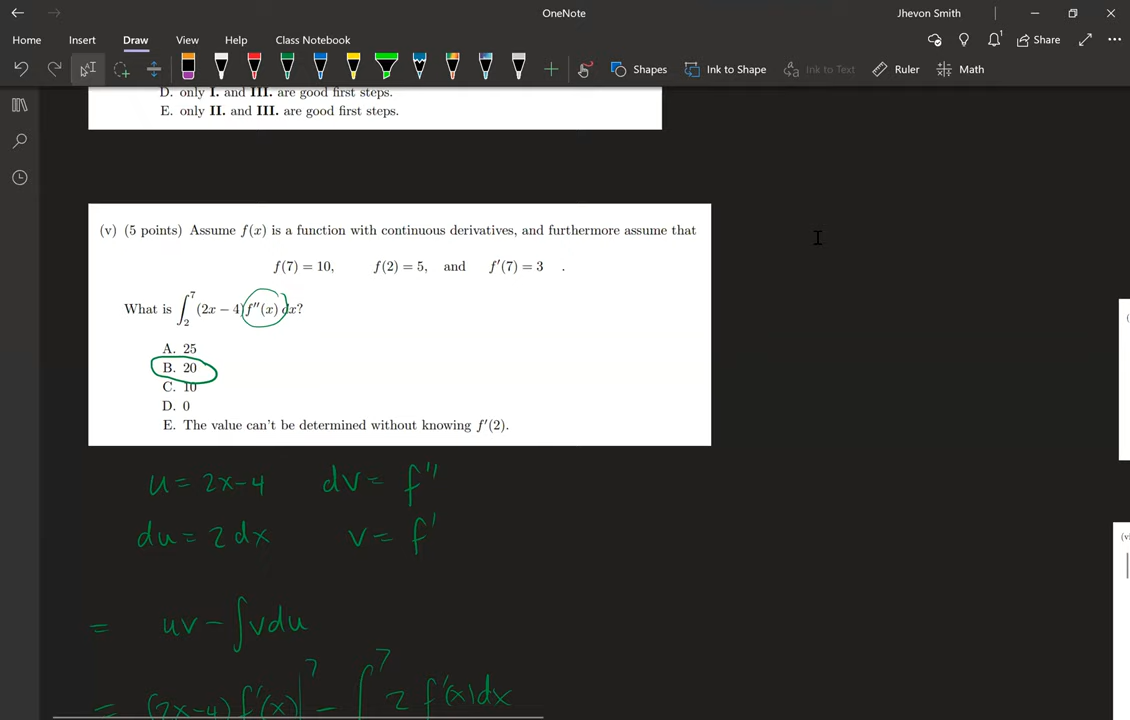 OneNote
Jhevon Smith
Home Insert Draw View Help Class Notebook
1 Share
Shapes Ink to Shape Ink to Text Ruler Math
D. only I. and III. are good first steps.
E. only II. and III. are good first steps.
(v) (5 points) Assume f(x) is a function with continuous derivatives, and furthermore assume that
f(7) = 10, f(2) = 5, and f′(7) = 3 .
What is ∫₂⁷ (2x − 4)f″(x) dx?
A. 25
B. 20
C. 10
D. 0
E. The value can't be determined without knowing f′(2).
u = 2x-4 dv = f″
du = 2 dx v = f′
= uv - ∫vdu
= (2x-4) f′(x)|⁷ - ∫⁷ 2 f′(x)dx
(
(v